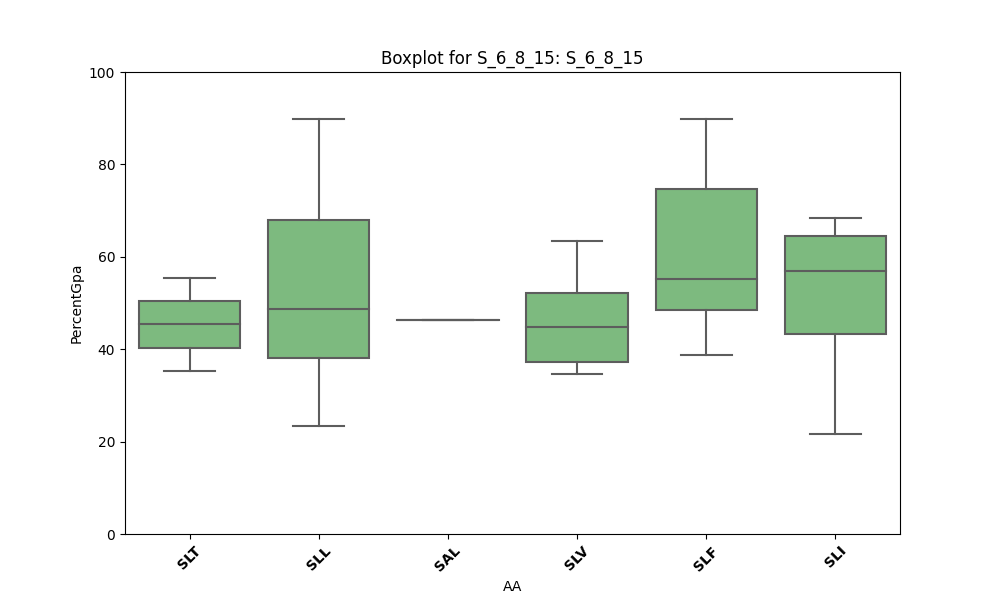 Boxplot for S_6_8_15: S_6_8_15
100
80
60
40
20
0
PercentGpa
SLT
SLL
SAL
SLV
SLF
SLI
AA